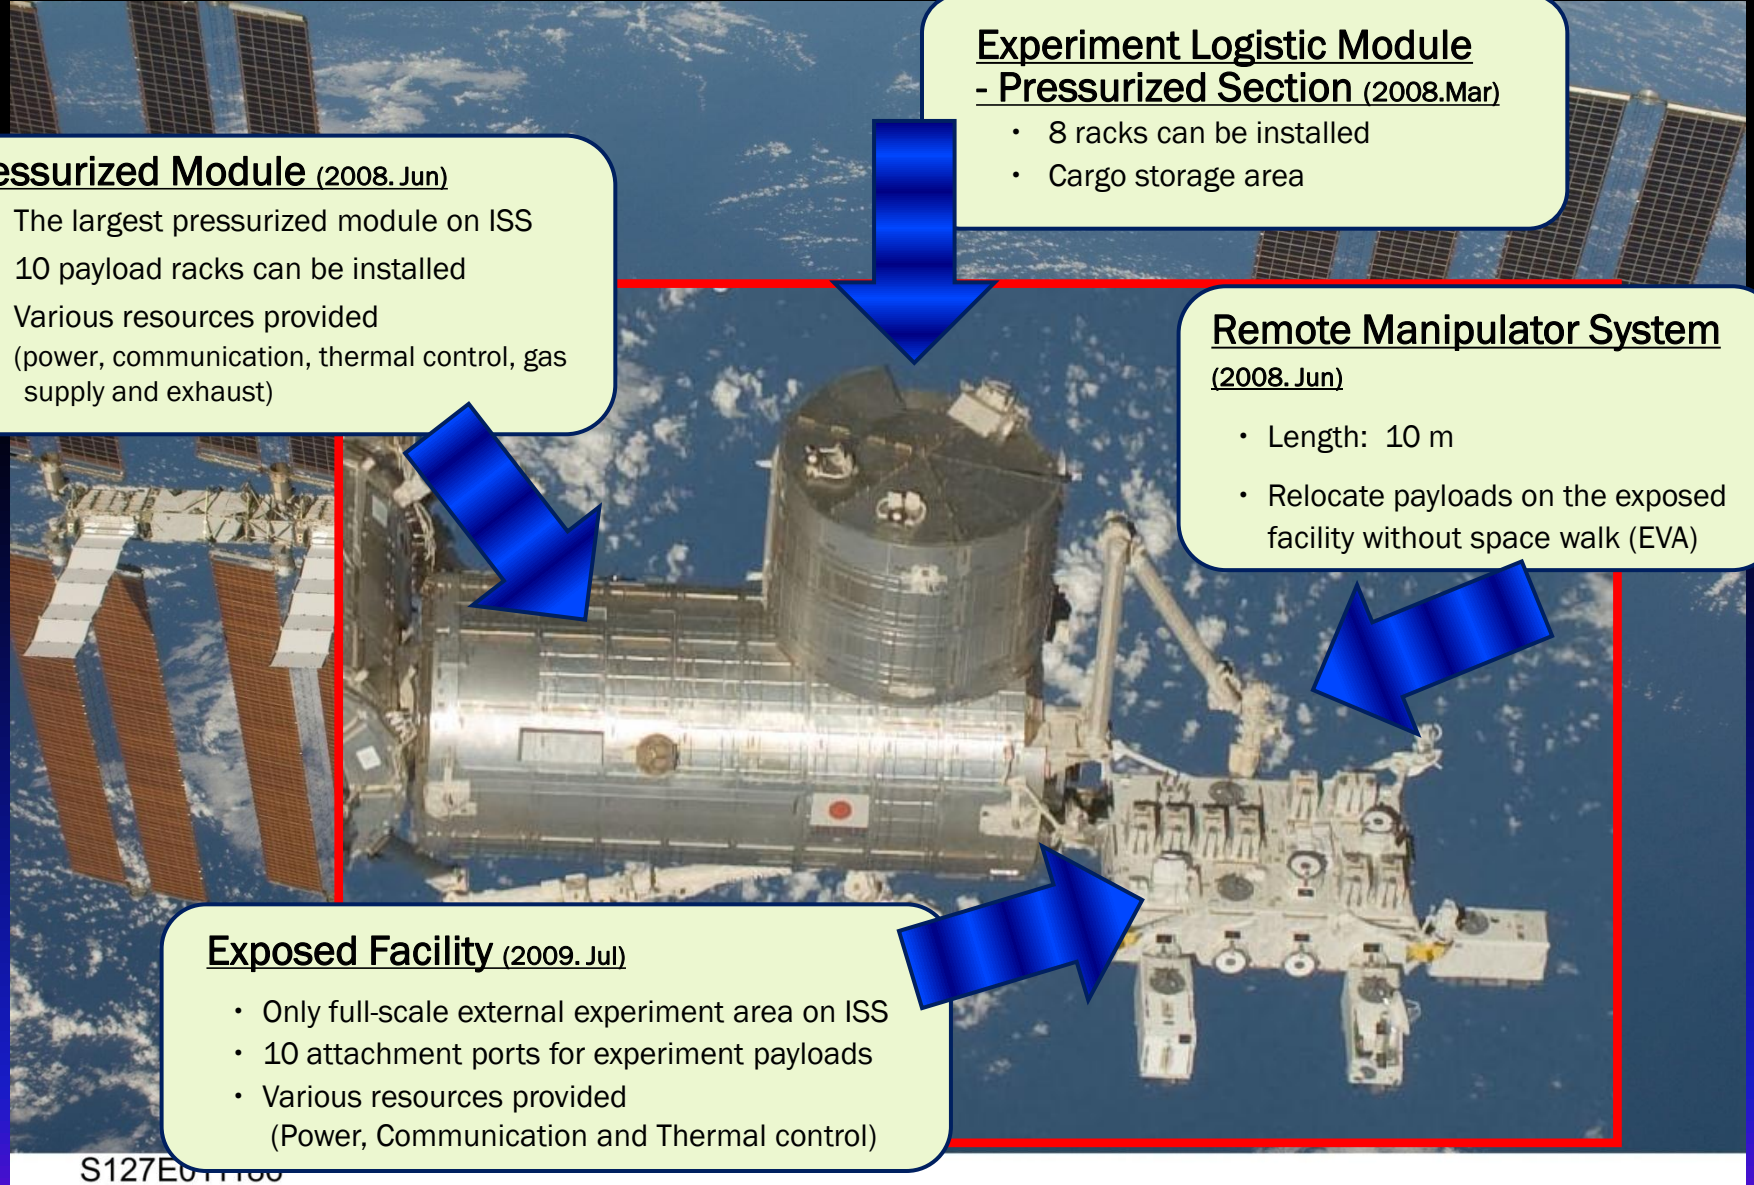 Experiment Logistic Module
- Pressurized Section (2008.Mar)
・ 8 racks can be installed
・ Cargo storage area
essurized Module (2008. Jun)
The largest pressurized module on ISS
10 payload racks can be installed
Various resources provided
(power, communication, thermal control, gas
supply and exhaust)
Remote Manipulator System
(2008. Jun)
・ Length: 10 m
・ Relocate payloads on the exposed
facility without space walk (EVA)
Exposed Facility (2009. Jul)
・ Only full-scale external experiment area on ISS
・ 10 attachment ports for experiment payloads
・ Various resources provided
(Power, Communication and Thermal control)